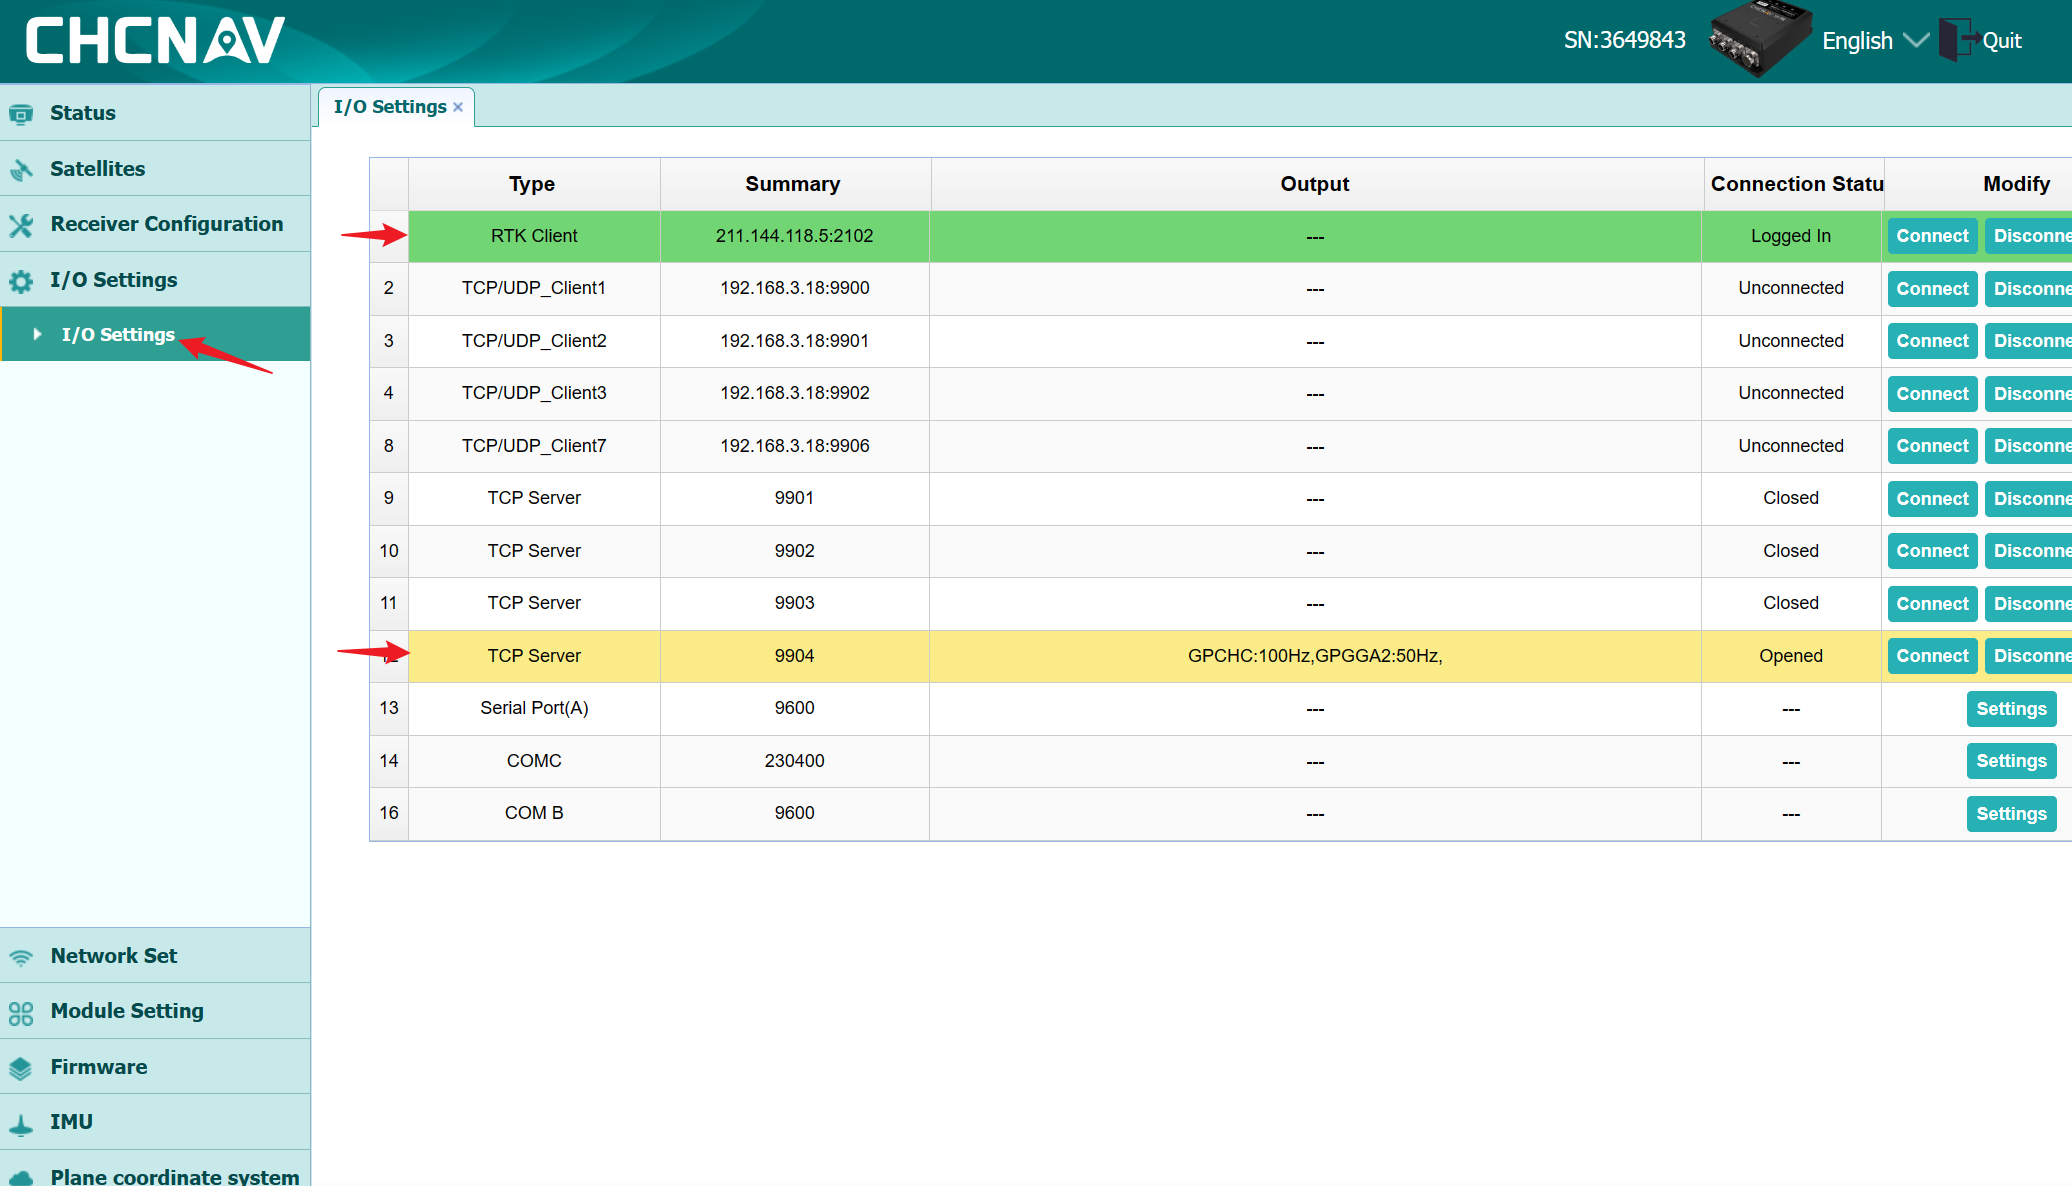 CHCNAV
SN:3649843
English
Quit
Status
Satellites
Receiver Configuration
I/O Settings
I/O Settings
Network Set
Module Setting
Firmware
IMU
Plane coordinate system
I/O Settings ×
Type Summary Output Connection Statu Modify
RTK Client 211.144.118.5:2102 --- Logged In Connect Disconne
2 TCP/UDP_Client1 192.168.3.18:9900 --- Unconnected Connect Disconne
3 TCP/UDP_Client2 192.168.3.18:9901 --- Unconnected Connect Disconne
4 TCP/UDP_Client3 192.168.3.18:9902 --- Unconnected Connect Disconne
8 TCP/UDP_Client7 192.168.3.18:9906 --- Unconnected Connect Disconne
9 TCP Server 9901 --- Closed Connect Disconne
10 TCP Server 9902 --- Closed Connect Disconne
11 TCP Server 9903 --- Closed Connect Disconne
TCP Server 9904 GPCHC:100Hz,GPGGA2:50Hz, Opened Connect Disconne
13 Serial Port(A) 9600 --- --- Settings
14 COMC 230400 --- --- Settings
16 COM B 9600 --- --- Settings